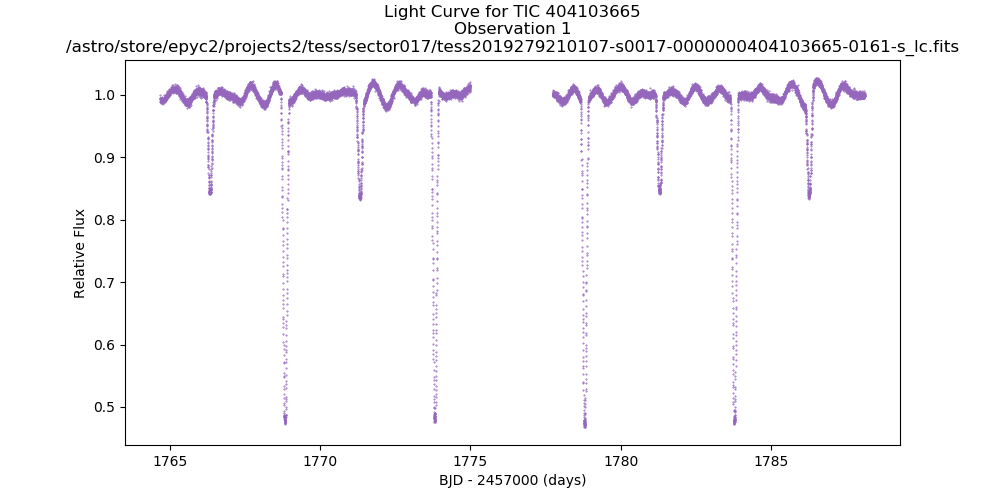 Light Curve for TIC 404103665
Observation 1
/astro/store/epyc2/projects2/tess/sector017/tess2019279210107-s0017-0000000404103665-0161-s_lc.fits
1.0
0.9
0.8
0.7
0.6
0.5
Relative Flux
1765
1770
1775
1780
1785
BJD - 2457000 (days)